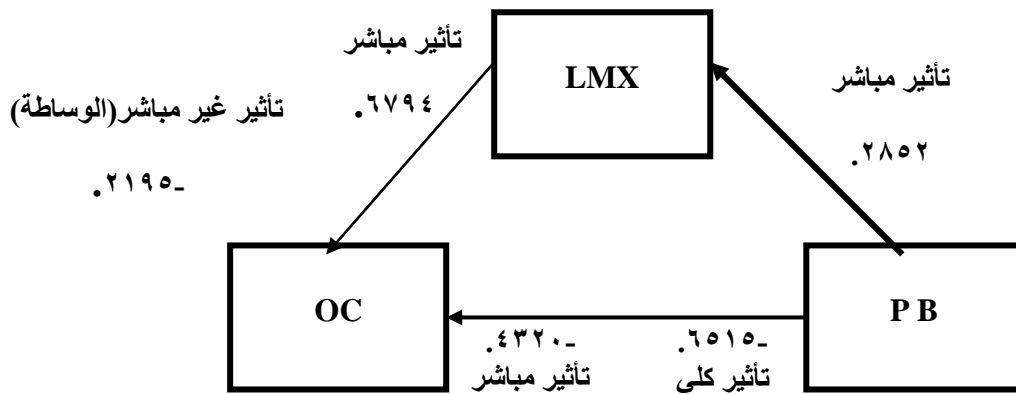 تأثير مباشر
.٦٧٩٤
LMX
تأثير مباشر
.٢٨٥٢
تأثير غير مباشر(الوساطة)
-.٢١٩٥
OC
P B
-.٦٥١٥
تأثير كلى
-.٤٣٢٠
تأثير مباشر